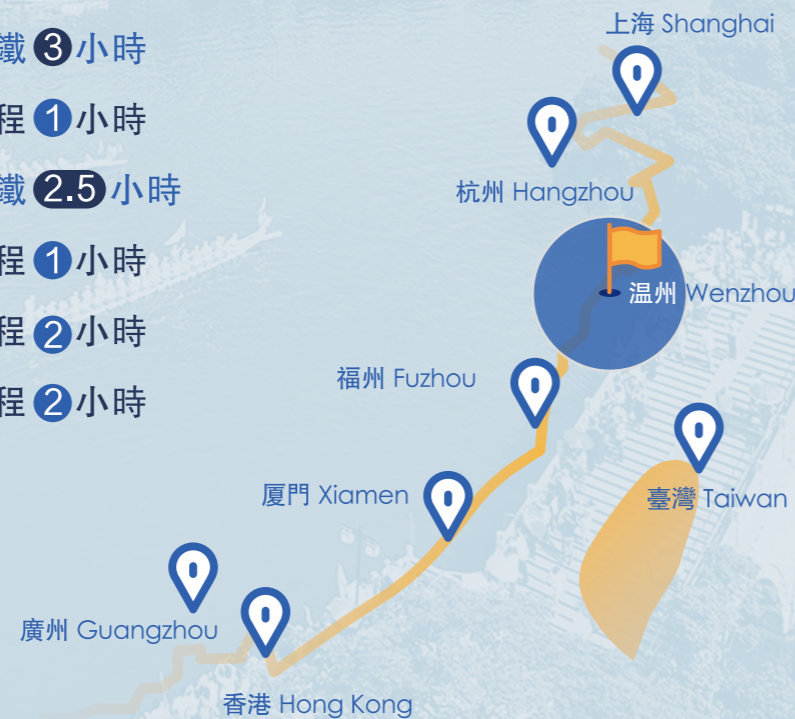 鐵 3 小時
程 1 小時
鐵 2.5 小時
程 1 小時
程 2 小時
程 2 小時
上海 Shanghai
杭州 Hangzhou
温州 Wenzhou
福州 Fuzhou
臺灣 Taiwan
厦門 Xiamen
廣州 Guangzhou
香港 Hong Kong